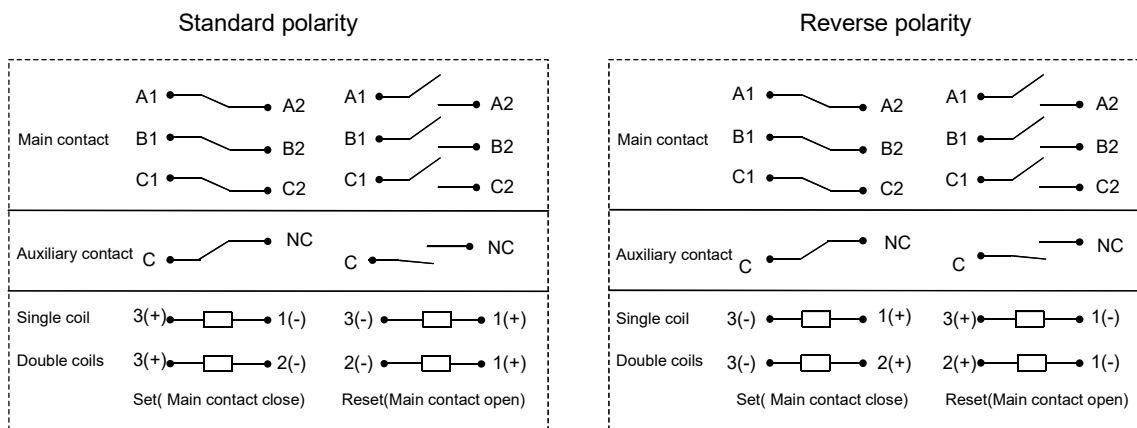 Standard polarity
Reverse polarity
Main contact
A1 A2 A1 A2
B1 B2 B1 B2
C1 C2 C1 C2
Auxiliary contact C NC C NC
Single coil 3(+) 1(-) 3(-) 1(+)
Double coils 3(+) 2(-) 2(-) 1(+)
Set( Main contact close) Reset(Main contact open)
Main contact
A1 A2 A1 A2
B1 B2 B1 B2
C1 C2 C1 C2
Auxiliary contact C NC C NC
Single coil 3(-) 1(+) 3(+) 1(-)
Double coils 3(-) 2(+) 2(+) 1(-)
Set( Main contact close) Reset(Main contact open)